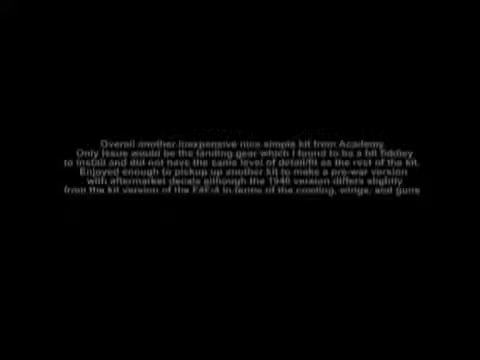 Overall another inexpensive nice simple kit from Academy
Only issue would be the landing gear which I found to be a bit fiddley
to install and did not have the same level of detail/fit as the rest of the kit.
Enjoyed enough to pickup up another kit to make a pre-war version
with aftermarket decals although the 1940 version differs slightly
from the kit version of the F4F-4 in terms of the cowling, wings, and guns